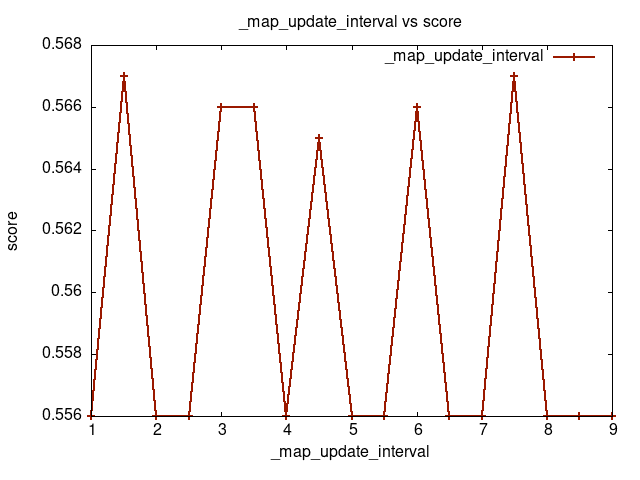 _map_update_interval vs score
0.568
_map_update_interval
0.566
0.564
0.562
score
0.56
0.558
0.556
1 2 3 4 5 6 7 8 9
_map_update_interval